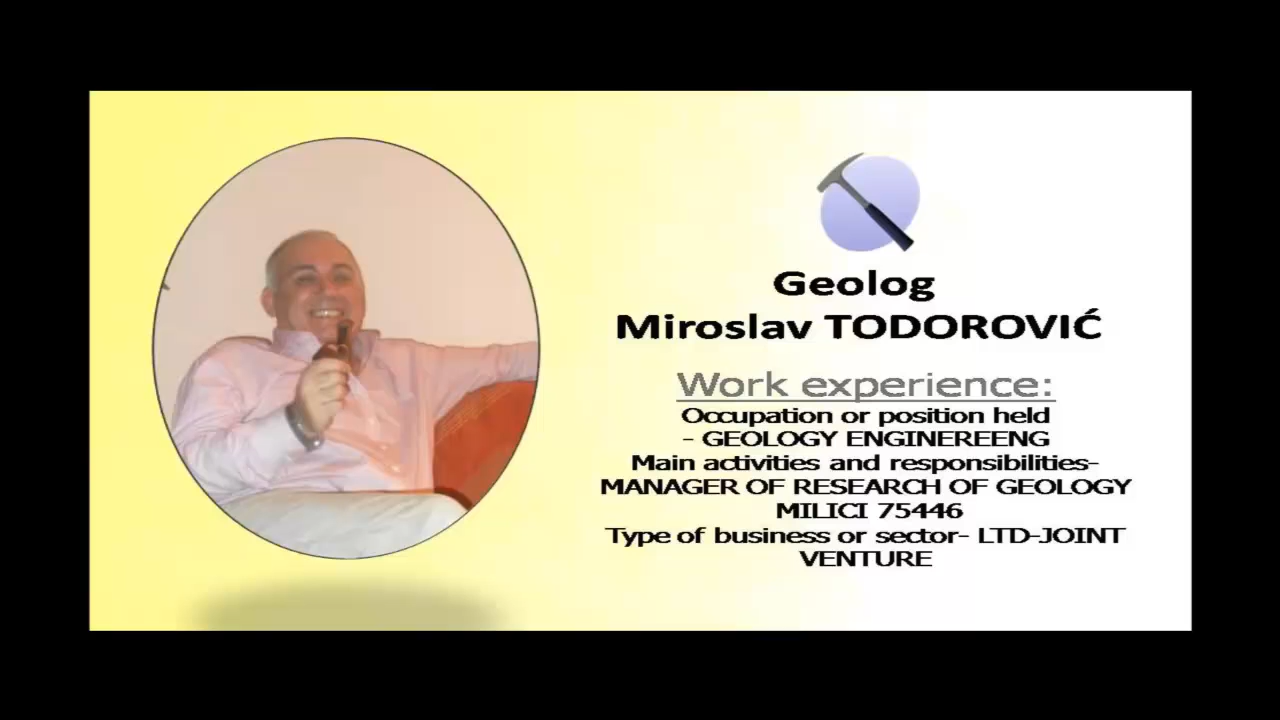 Geolog
Miroslav TODOROVIĆ
Work experience:
Occupation or position held
- GEOLOGY ENGINEREENG
Main activities and responsibilities-
MANAGER OF RESEARCH OF GEOLOGY
MILICI 75446
Type of business or sector- LTD-JOINT
VENTURE